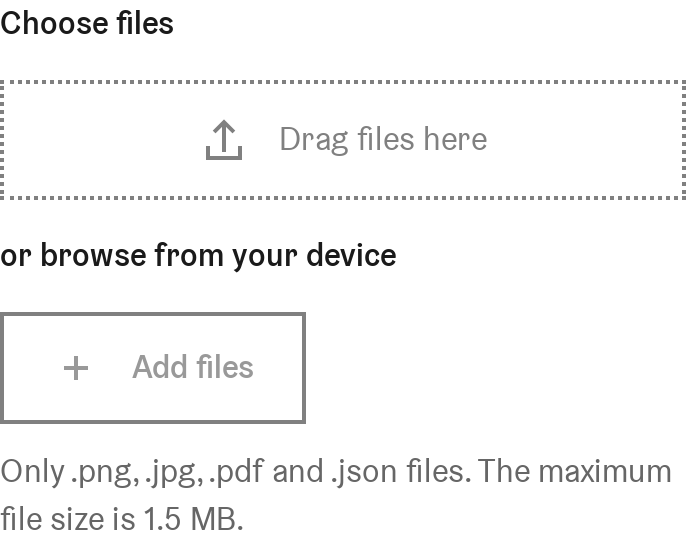 Choose files
Drag files here
or browse from your device
+ Add files
Only .png, .jpg, .pdf and .json files. The maximum
file size is 1.5 MB.